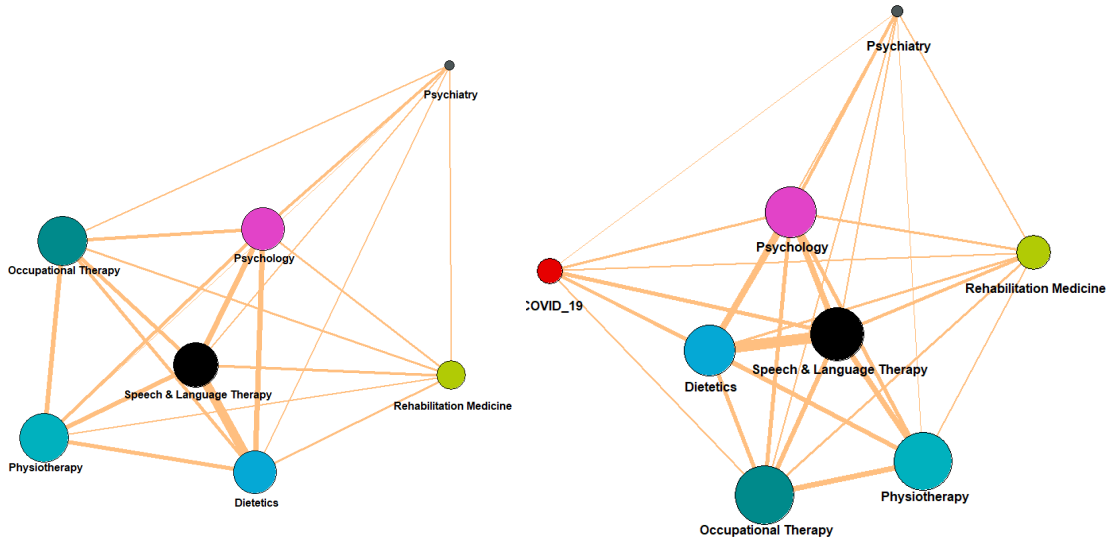 Psychiatry
Psychology
Occupational Therapy
Speech & Language Therapy
Rehabilitation Medicine
Physiotherapy
Dietetics
Psychiatry
Psychology
Rehabilitation Medicine
COVID_19
Speech & Language Therapy
Dietetics
Physiotherapy
Occupational Therapy